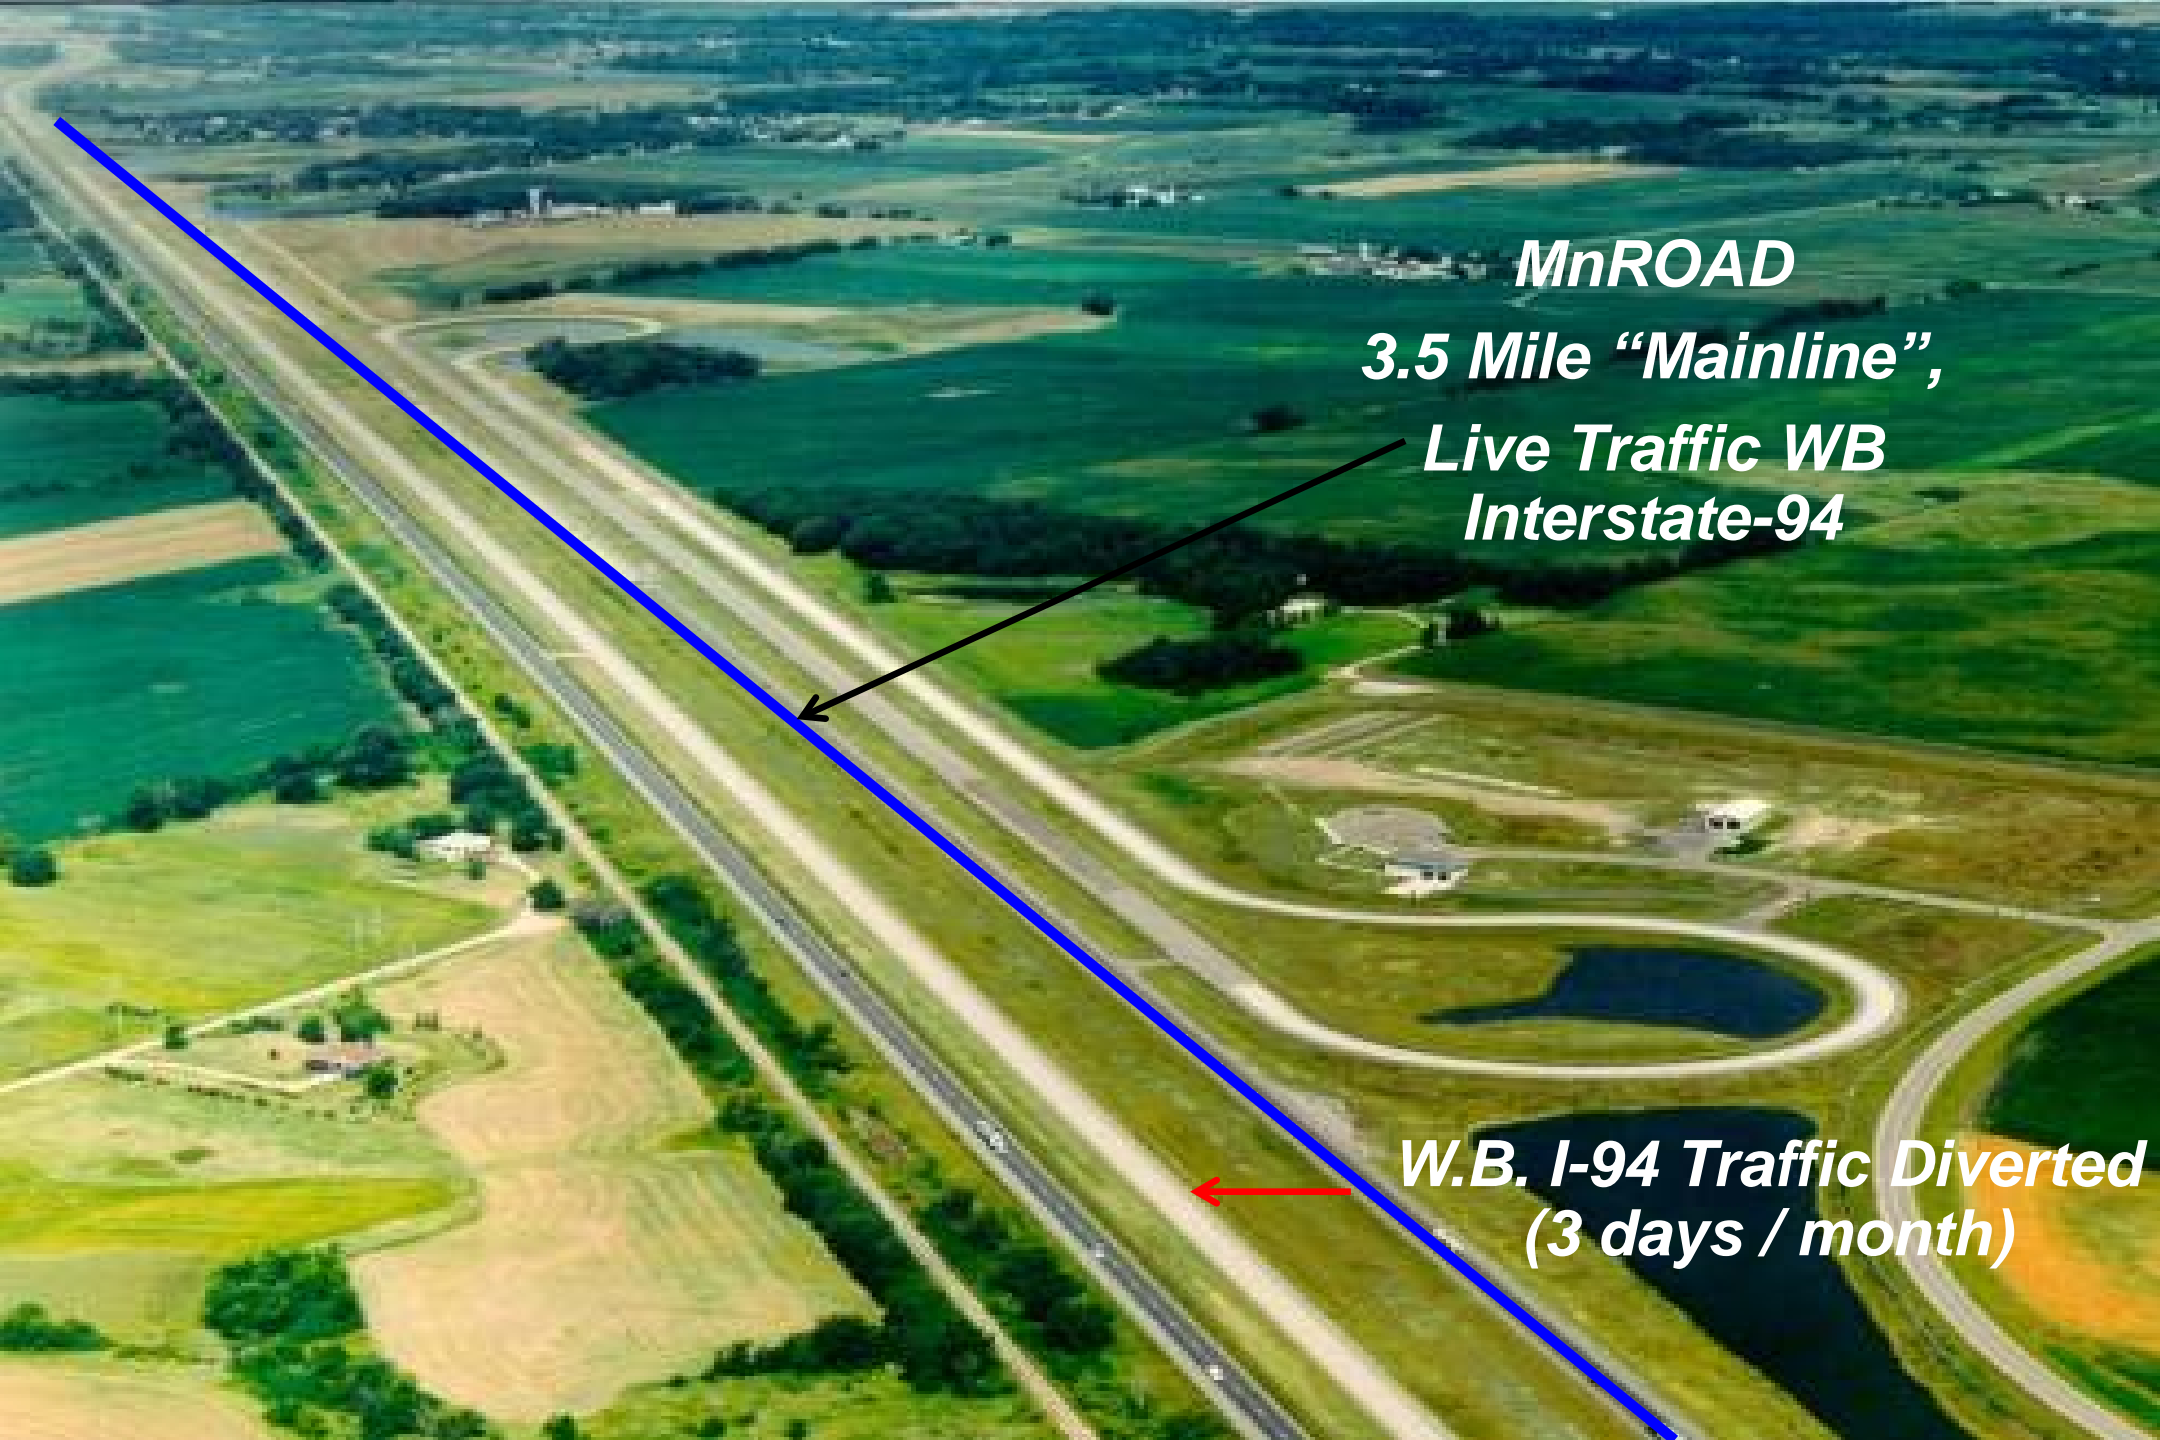 MnROAD
3.5 Mile “Mainline”,
Live Traffic WB
Interstate-94
W.B. I-94 Traffic Diverted
(3 days / month)